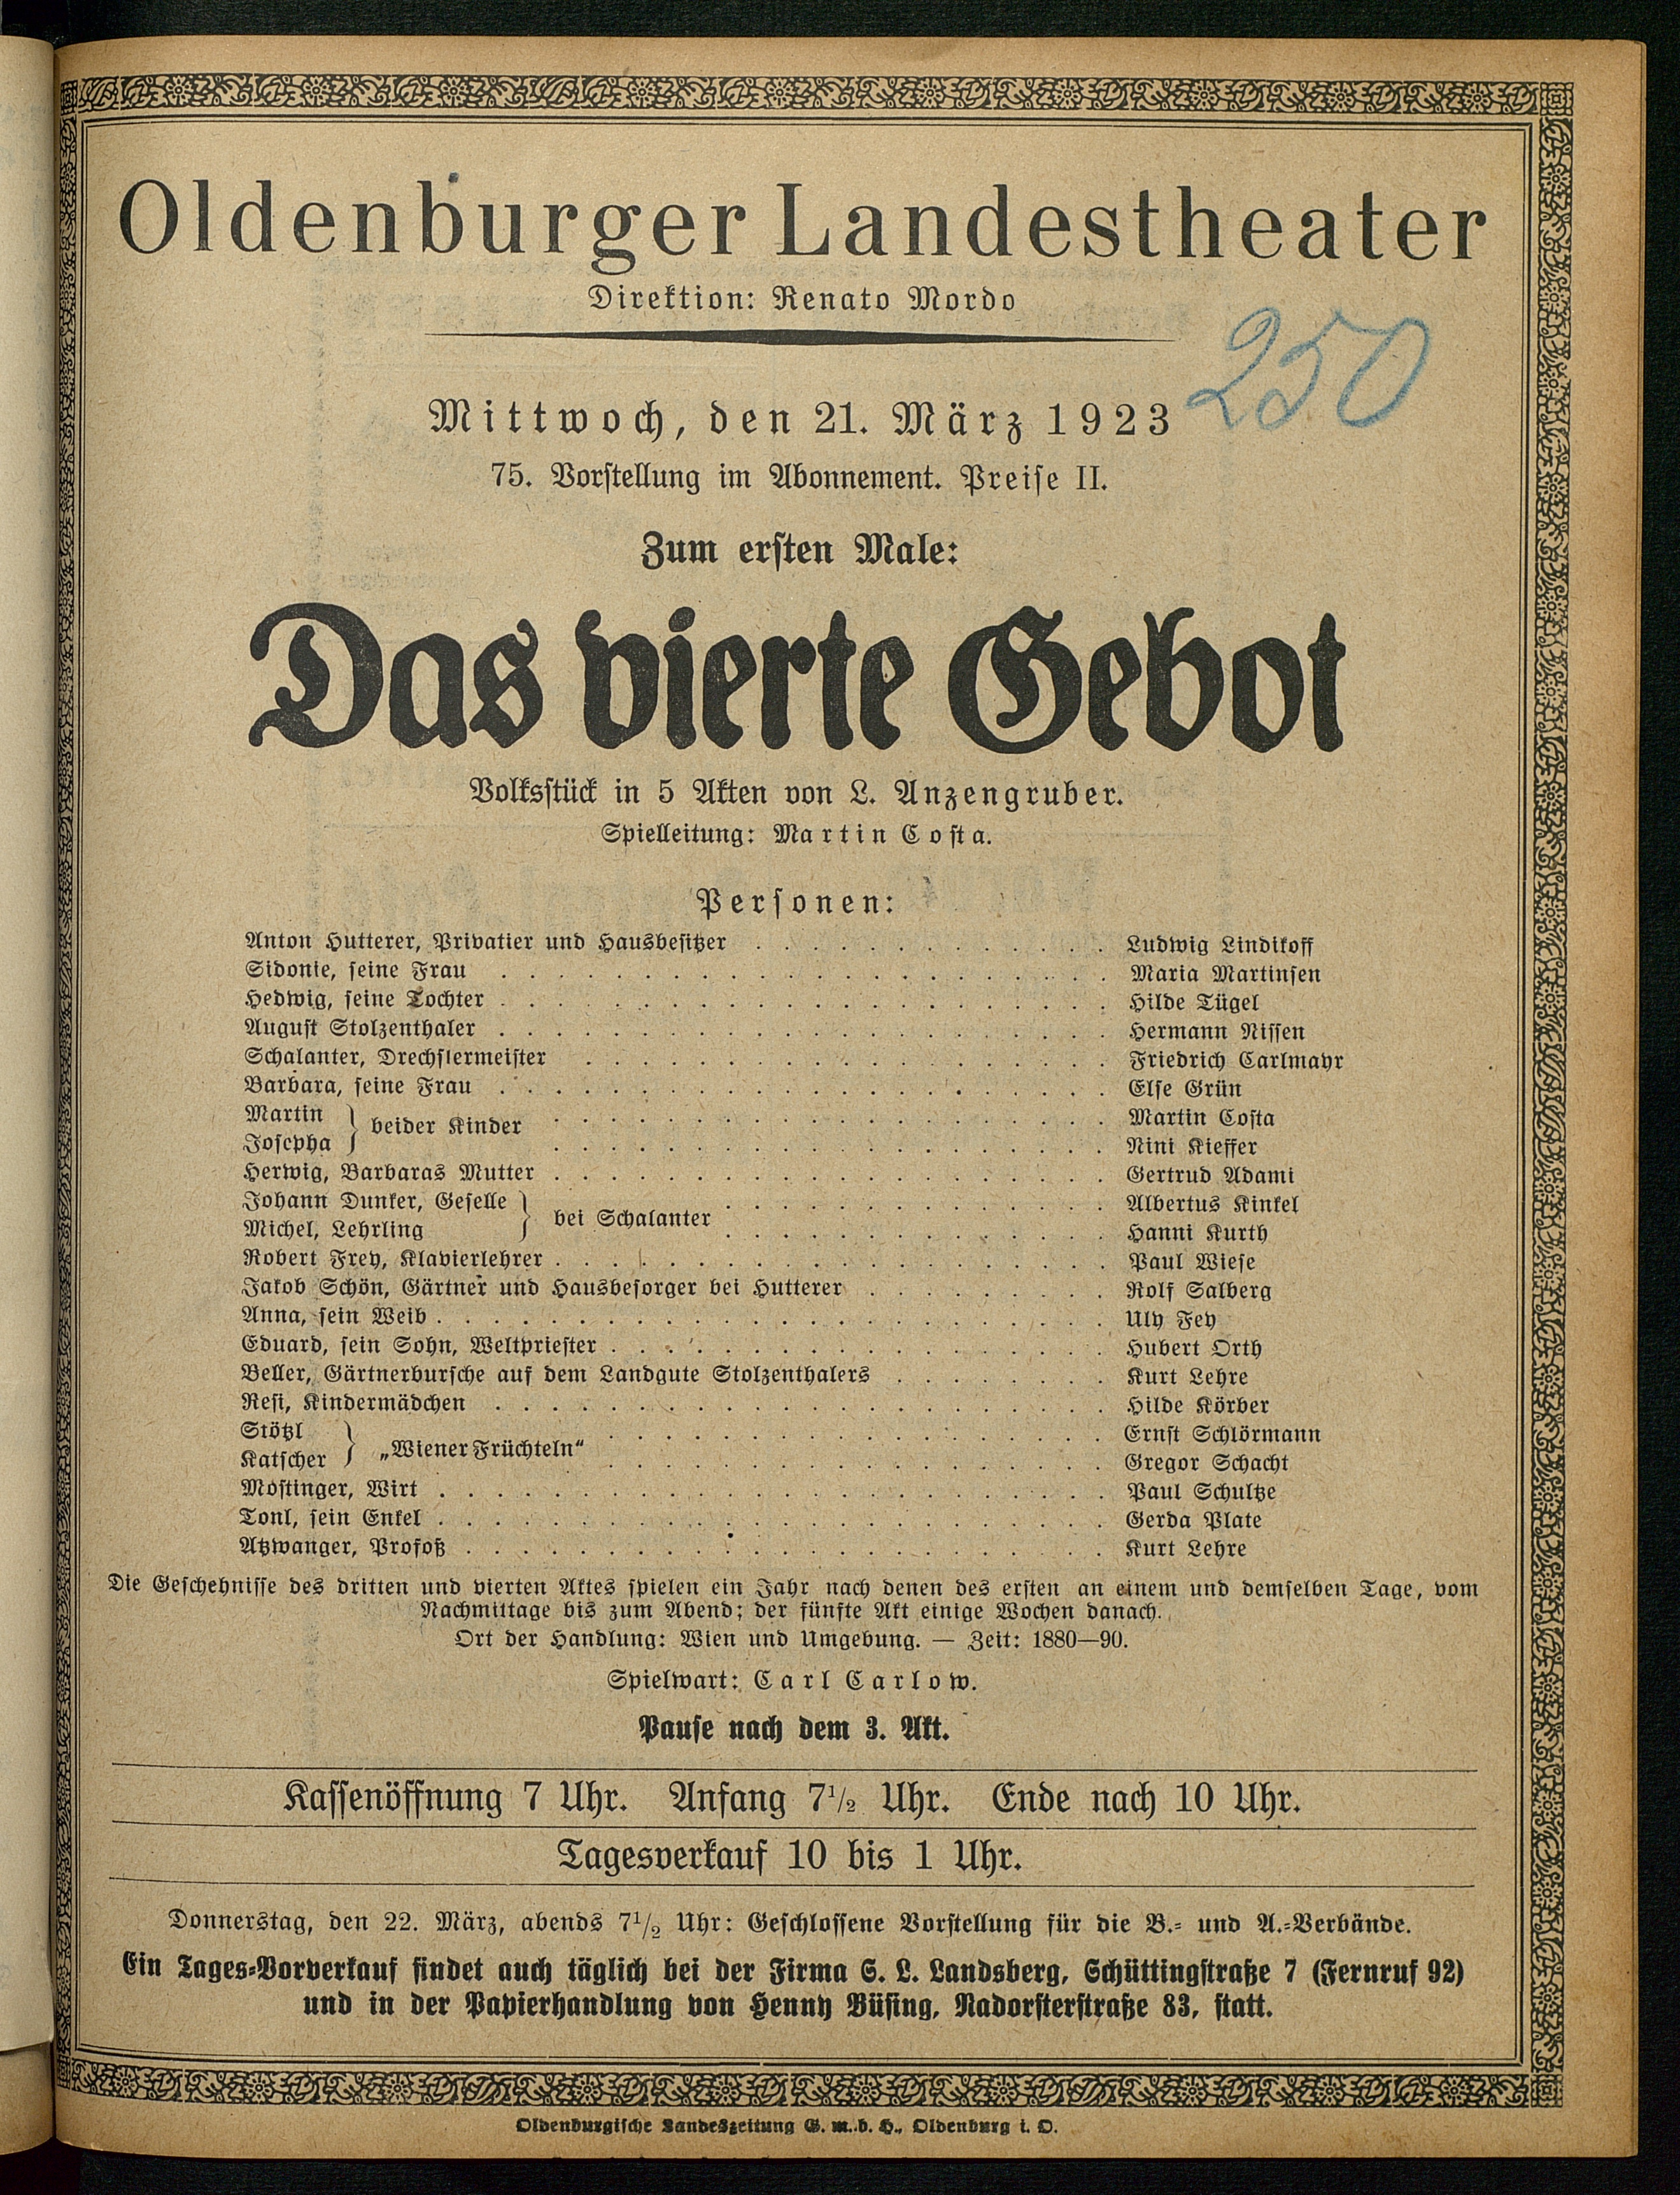 Oldenburger Landestheater
Direktion: Renato Mordo
250
Mittwoch, den 21. März 1923
75. Vorstellung im Abonnement. Preise II.
Zum ersten Male:
Das vierte Gebot
Volksstück in 5 Akten von L. Anzengruber.
Spielleitung: Martin Costa.
Personen:
Anton Hutterer, Privatier und Hausbesitzer . . . . . . . . . . . . . Ludwig Lindikoff
Sidonie, seine Frau . . . . . . . . . . . . . . . . . . . . . . Maria Martinsen
Hedwig, seine Tochter . . . . . . . . . . . . . . . . . . . . . . Hilde Tügel
August Stolzenthaler . . . . . . . . . . . . . . . . . . . . . . Hermann Nissen
Schalanter, Drechslermeister . . . . . . . . . . . . . . . . . . . Friedrich Carlmayr
Barbara, seine Frau . . . . . . . . . . . . . . . . . . . . . . Else Grün
Martin } beider Kinder . . . . . . . . . . . . . . . . . . . . Martin Costa
Josepha } . . . . . . . . . . . . . . . . . . . . Nini Kieffer
Herwig, Barbaras Mutter . . . . . . . . . . . . . . . . . . . . Gertrud Adami
Johann Dunker, Geselle } bei Schalanter . . . . . . . . . . . . . . Albertus Kinkel
Michel, Lehrling } . . . . . . . . . . . . . . Hanni Kurth
Robert Frey, Klavierlehrer . . . . . . . . . . . . . . . . . . . . Paul Wiese
Jakob Schön, Gärtner und Hausbesorger bei Hutterer . . . . . . . . . Rolf Salberg
Anna, sein Weib . . . . . . . . . . . . . . . . . . . . . . . . Uly Fey
Eduard, sein Sohn, Weltpriester . . . . . . . . . . . . . . . . . . Hubert Orth
Beller, Gärtnerbursche auf dem Landgute Stolzenthalers . . . . . . . . Kurt Lehre
Resi, Kindermädchen . . . . . . . . . . . . . . . . . . . . . . Hilde Körber
Stötzl } „Wiener Früchteln“ . . . . . . . . . . . . . . . . . . Ernst Schlörmann
Katscher } . . . . . . . . . . . . . . . . . . Gregor Schacht
Mostinger, Wirt . . . . . . . . . . . . . . . . . . . . . . . . Paul Schultze
Tonl, sein Enkel . . . . . . . . . . . . . . . . . . . . . . . . Gerda Plate
Atzwanger, Profoß . . . . . . . . . . . . . . . . . . . . . . . Kurt Lehre
Die Geschehnisse des dritten und vierten Aktes spielen ein Jahr nach denen des ersten an einem und demselben Tage, vom
Nachmittage bis zum Abend; der fünfte Akt einige Wochen danach.
Ort der Handlung: Wien und Umgebung. — Zeit: 1880—90.
Spielwart: Carl Carlow.
Pause nach dem 3. Akt.
Kassenöffnung 7 Uhr. Anfang 7½ Uhr. Ende nach 10 Uhr.
Tagesverkauf 10 bis 1 Uhr.
Donnerstag, den 22. März, abends 7½ Uhr: Geschlossene Vorstellung für die B.- und A.-Verbände.
Ein Tages-Vorverkauf findet auch täglich bei der Firma S. L. Landsberg, Schüttingstraße 7 (Fernruf 92)
und in der Papierhandlung von Henny Büsing, Nadorsterstraße 83, statt.
Oldenburgische Landeszeitung G. m. b. H., Oldenburg i. O.